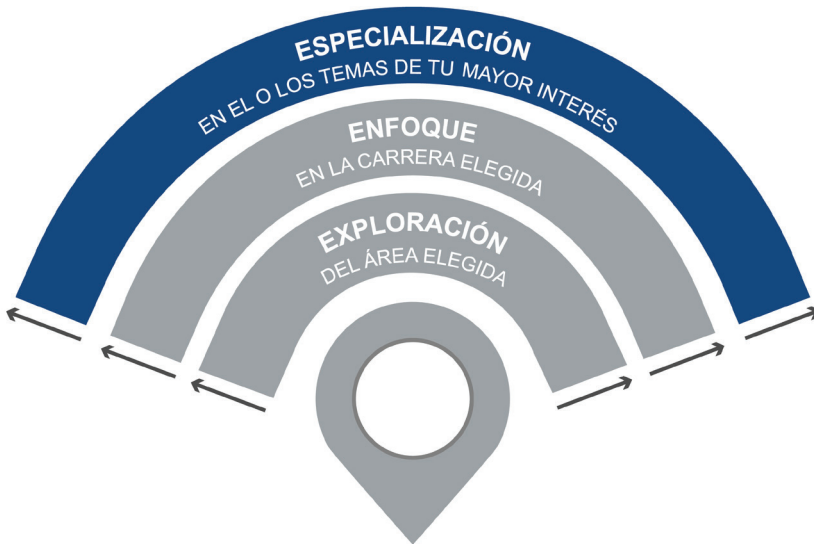 ESPECIALIZACIÓN
EN EL O LOS TEMAS DE TU MAYOR INTERÉS
ENFOQUE
EN LA CARRERA ELEGIDA
EXPLORACIÓN
DEL ÁREA ELEGIDA